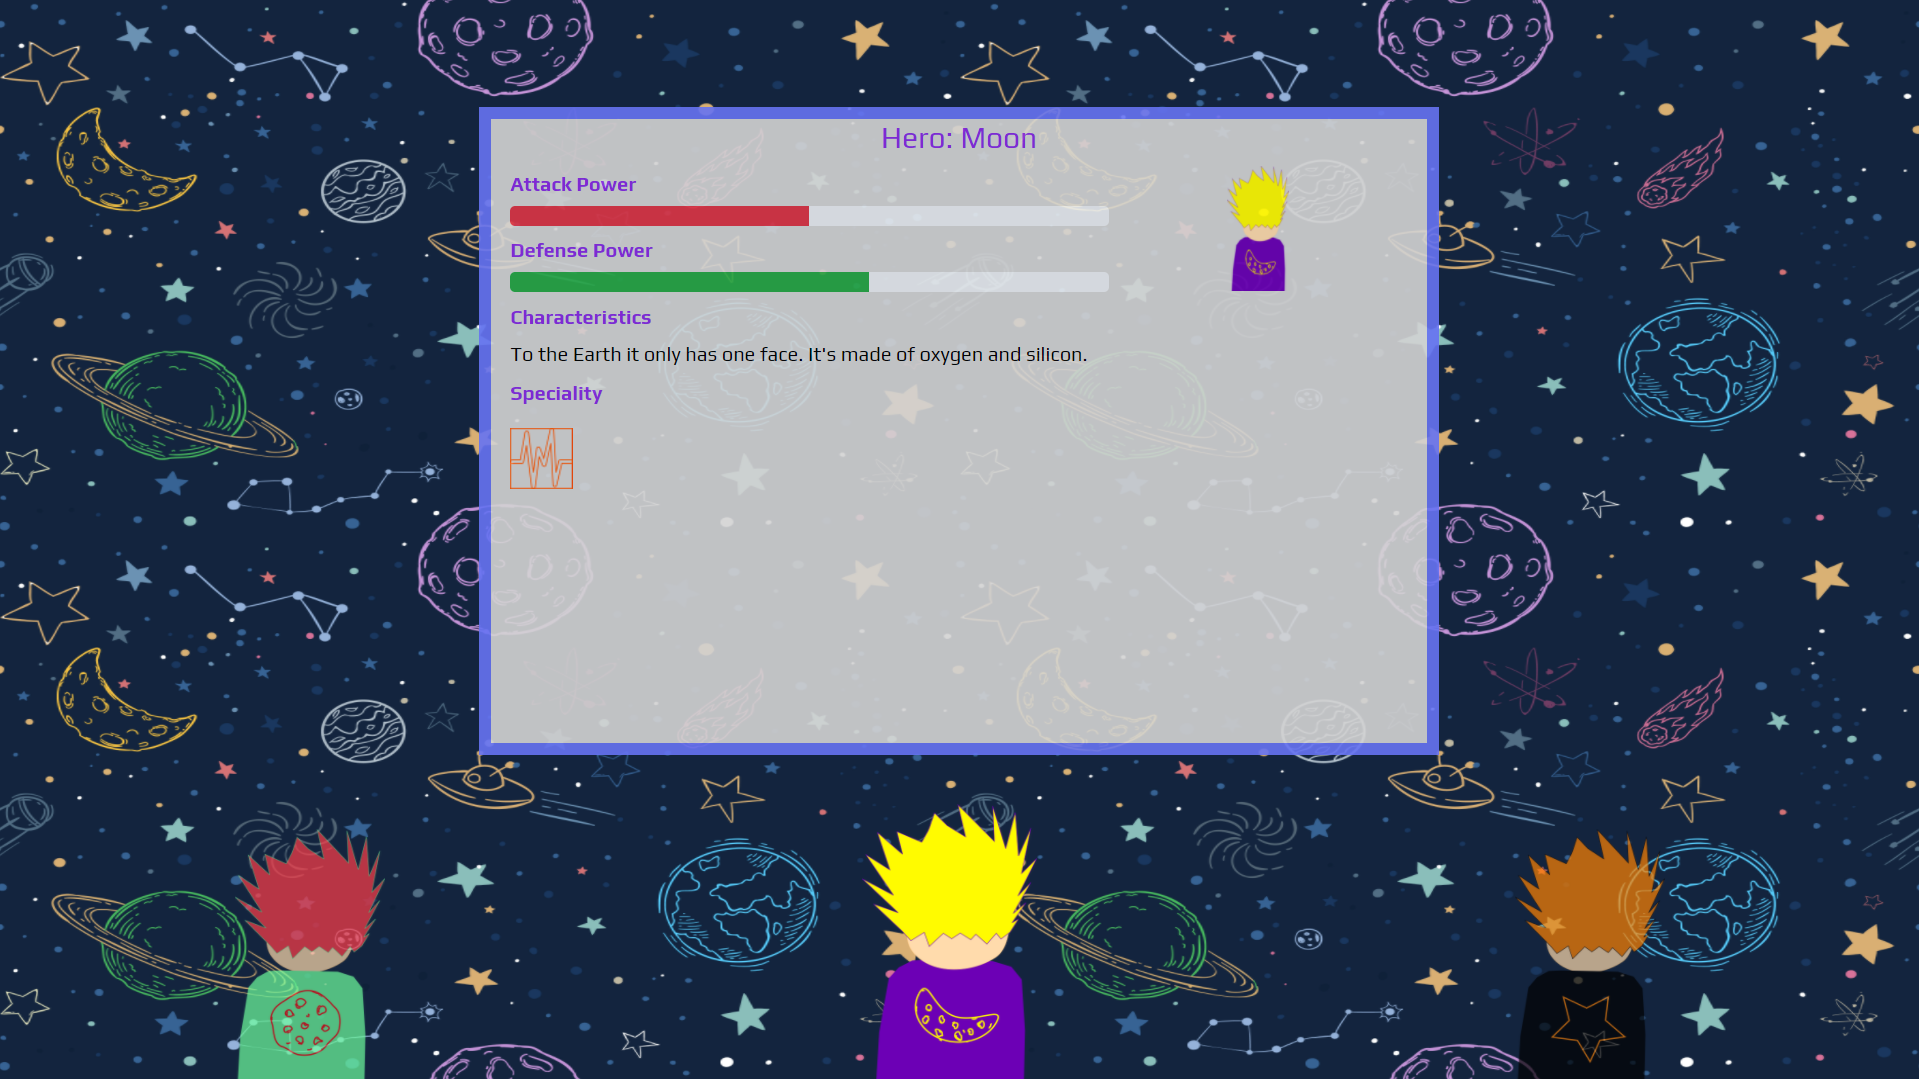 Hero: Moon
Attack Power
Defense Power
Characteristics
To the Earth it only has one face. It's made of oxygen and silicon.
Speciality